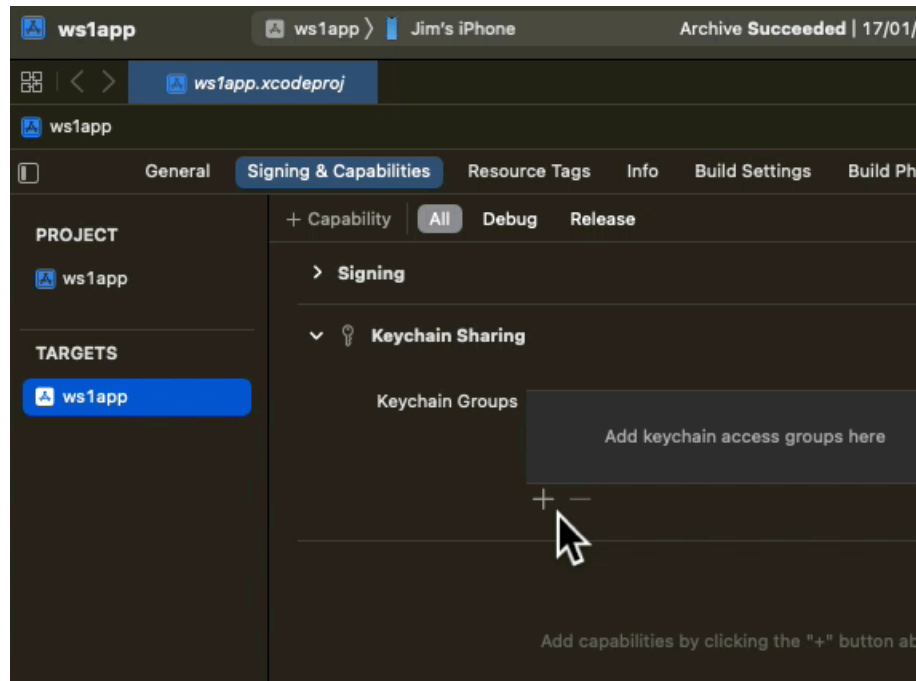 ws1app ws1app 〉 Jim's iPhone Archive Succeeded | 17/01/
ws1app.xcodeproj
ws1app
General Signing & Capabilities Resource Tags Info Build Settings Build Ph
+ Capability All Debug Release
PROJECT
ws1app
Signing
Keychain Sharing
TARGETS
ws1app
Keychain Groups
Add keychain access groups here
+ −
Add capabilities by clicking the "+" button ab